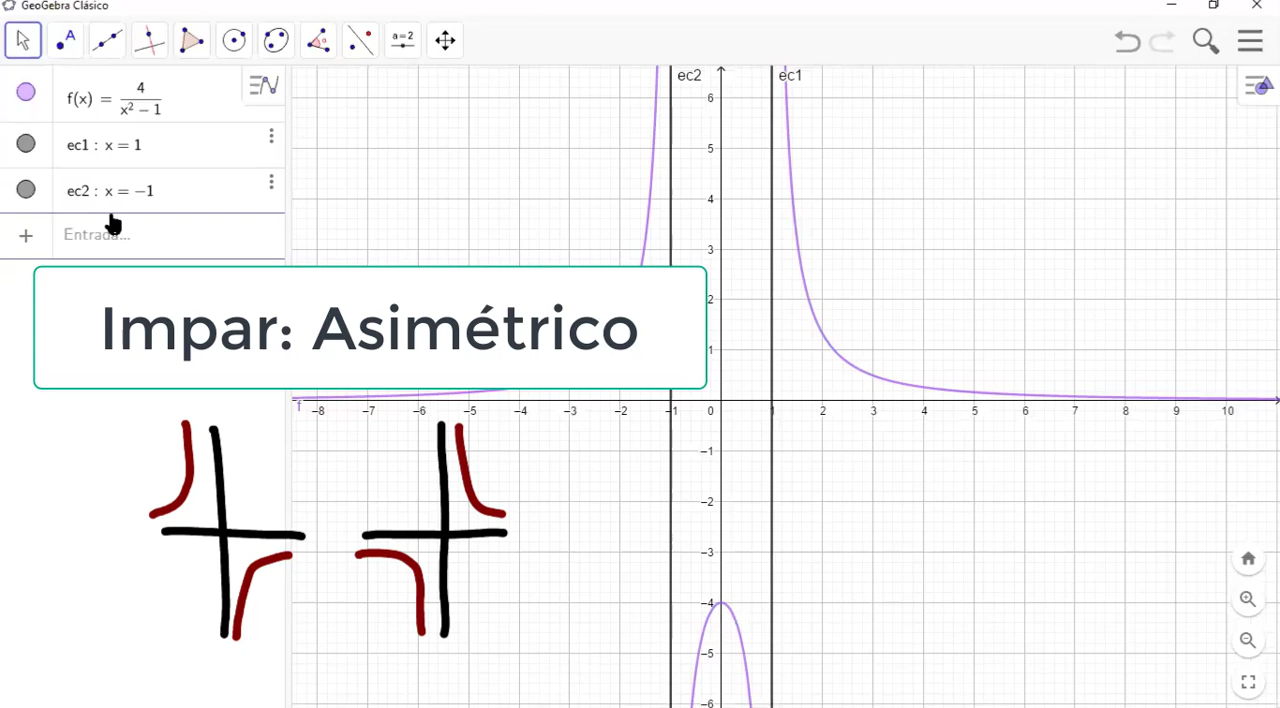 GeoGebra Clásico
A
a=2
f(x) = 4 / x² − 1
ec1 : x = 1
ec2 : x = −1
Entrada...
Impar: Asimétrico
ec2
ec1
f
6
5
4
3
2
1
−8 −7 −6 −5 −4 −3 −2 −1 0 1 2 3 4 5 6 7 8 9 10
−1
−2
−3
−4
−5
−6